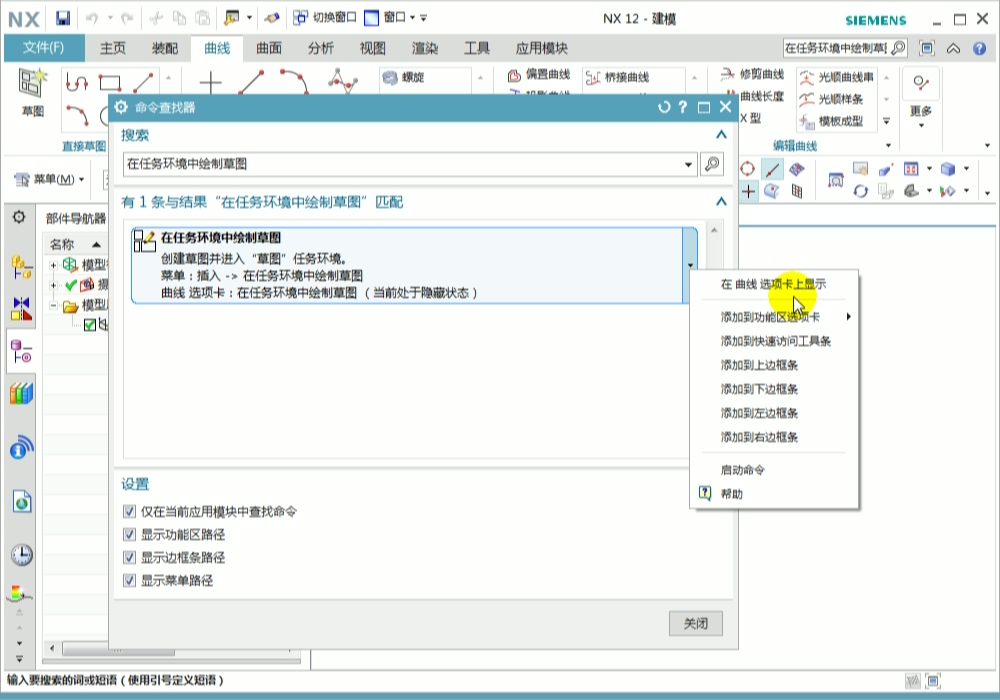 NX
切换窗口
窗口
NX 12 - 建模
SIEMENS
文件(F)
主页
装配
曲线
曲面
分析
视图
渲染
工具
应用模块
在任务环境中绘制草
草图
螺旋
偏置曲线
桥接曲线
修剪曲线
曲线长度
X 型
光顺曲线串
光顺样条
模板成型
更多
直接草图
编辑曲线
菜单(M)
命令查找器
搜索
在任务环境中绘制草图
有 1 条与结果“在任务环境中绘制草图”匹配
在任务环境中绘制草图
创建草图并进入“草图”任务环境。
菜单：插入 -> 在任务环境中绘制草图
曲线 选项卡：在任务环境中绘制草图 （当前处于隐藏状态）
在 曲线 选项卡上显示
添加到功能区选项卡
添加到快速访问工具条
添加到上边框条
添加到下边框条
添加到左边框条
添加到右边框条
启动命令
帮助
部件导航器
名称
模型
模型
设置
仅在当前应用模块中查找命令
显示功能区路径
显示边框条路径
显示菜单路径
关闭
输入要搜索的词或短语（使用引号定义短语）